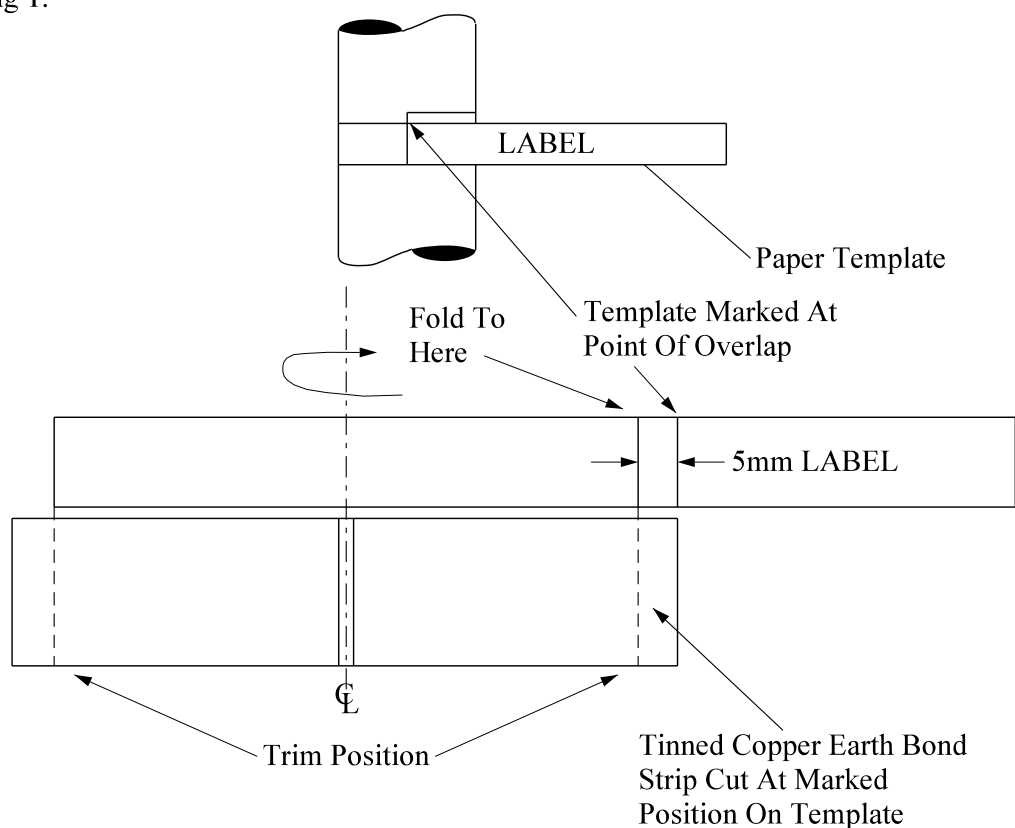 LABEL
Paper Template
Fold To
Here
Template Marked At
Point Of Overlap
5mm LABEL
℄
Trim Position
Tinned Copper Earth Bond
Strip Cut At Marked
Position On Template